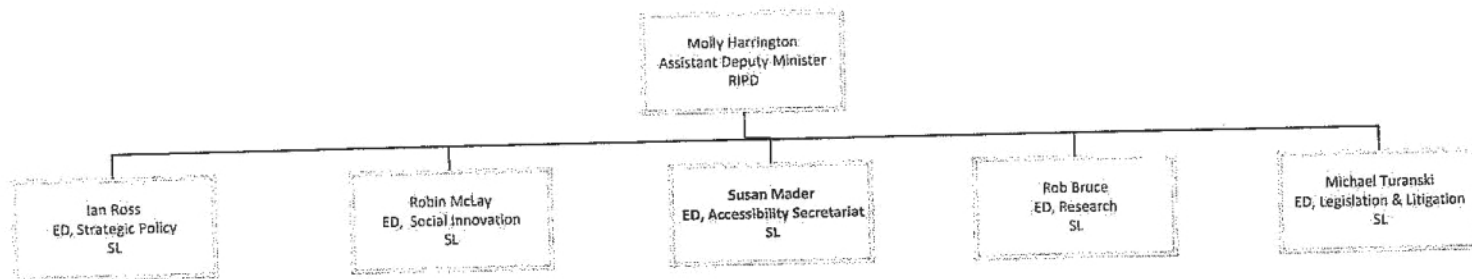 Molly Harrington
Assistant Deputy Minister
RIPD
Ian Ross
ED, Strategic Policy
SL
Robin McLay
ED, Social Innovation
SL
Susan Mader
ED, Accessibility Secretariat
SL
Rob Bruce
ED, Research
SL
Michael Turanski
ED, Legislation & Litigation
SL